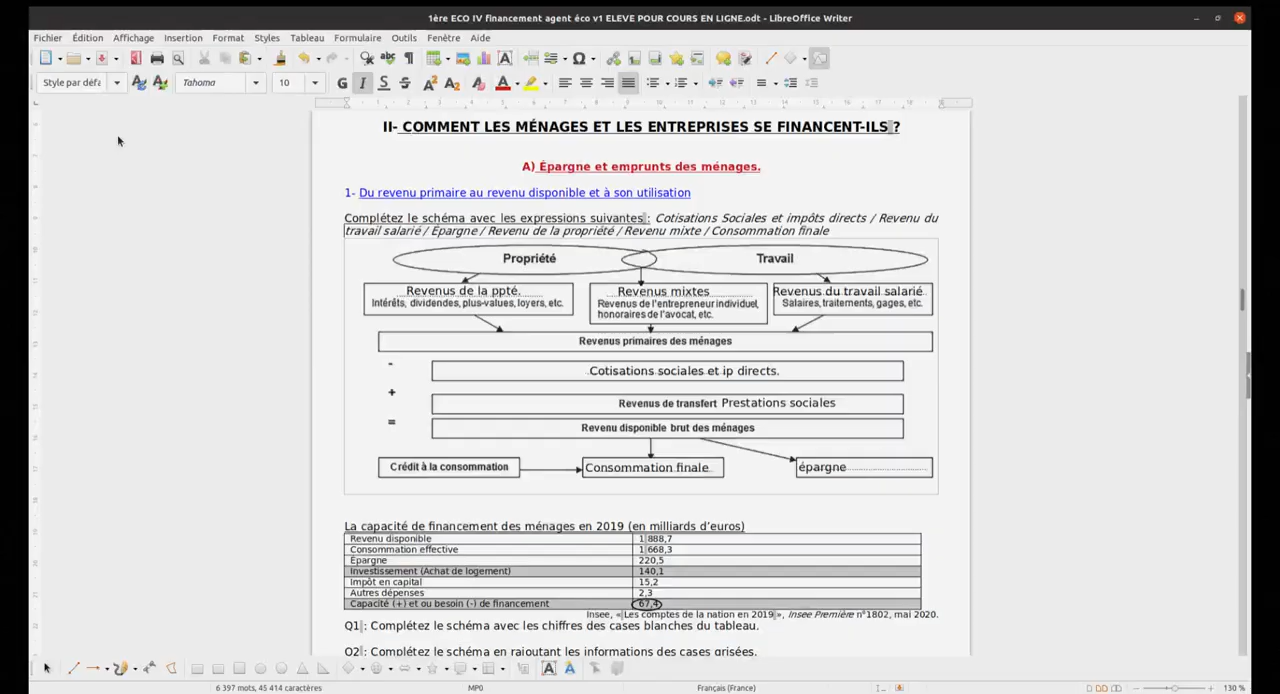 1ère ECO IV financement agent éco v1 ELEVE POUR COURS EN LIGNE.odt - LibreOffice Writer
Fichier Édition Affichage Insertion Format Styles Tableau Formulaire Outils Fenêtre Aide
Style par défa Tahoma 10 G I S S
II- COMMENT LES MÉNAGES ET LES ENTREPRISES SE FINANCENT-ILS ?
A) Épargne et emprunts des ménages.
1- Du revenu primaire au revenu disponible et à son utilisation
Complétez le schéma avec les expressions suivantes : Cotisations Sociales et impôts directs / Revenu du
travail salarié / Epargne / Revenu de la propriété / Revenu mixte / Consommation finale
Propriété Travail
Revenus de la ppté. Revenus mixtes Revenus du travail salarié
Intérêts, dividendes, plus-values, loyers, etc. Revenus de l'entrepreneur individuel, Salaires, traitements, gages, etc.
honoraires de l'avocat, etc.
Revenus primaires des ménages
- Cotisations sociales et ip directs.
+ Revenus de transfert Prestations sociales
= Revenu disponible brut des ménages
Crédit à la consommation Consommation finale épargne
La capacité de financement des ménages en 2019 (en milliards d'euros)
Revenu disponible 1 888,7
Consommation effective 1 668,3
Épargne 220,5
Investissement (Achat de logement) 140,1
Impôt en capital 15,2
Autres dépenses 2,3
Capacité (+) et ou besoin (-) de financement 67,4
Insee, « Les comptes de la nation en 2019 », Insee Première n°1802, mai 2020.
Q1 : Complétez le schéma avec les chiffres des cases blanches du tableau.
Q2 : Complétez le schéma en rajoutant les informations des cases grisées.
6 397 mots, 45 414 caractères MP0 Français (France) 130 %